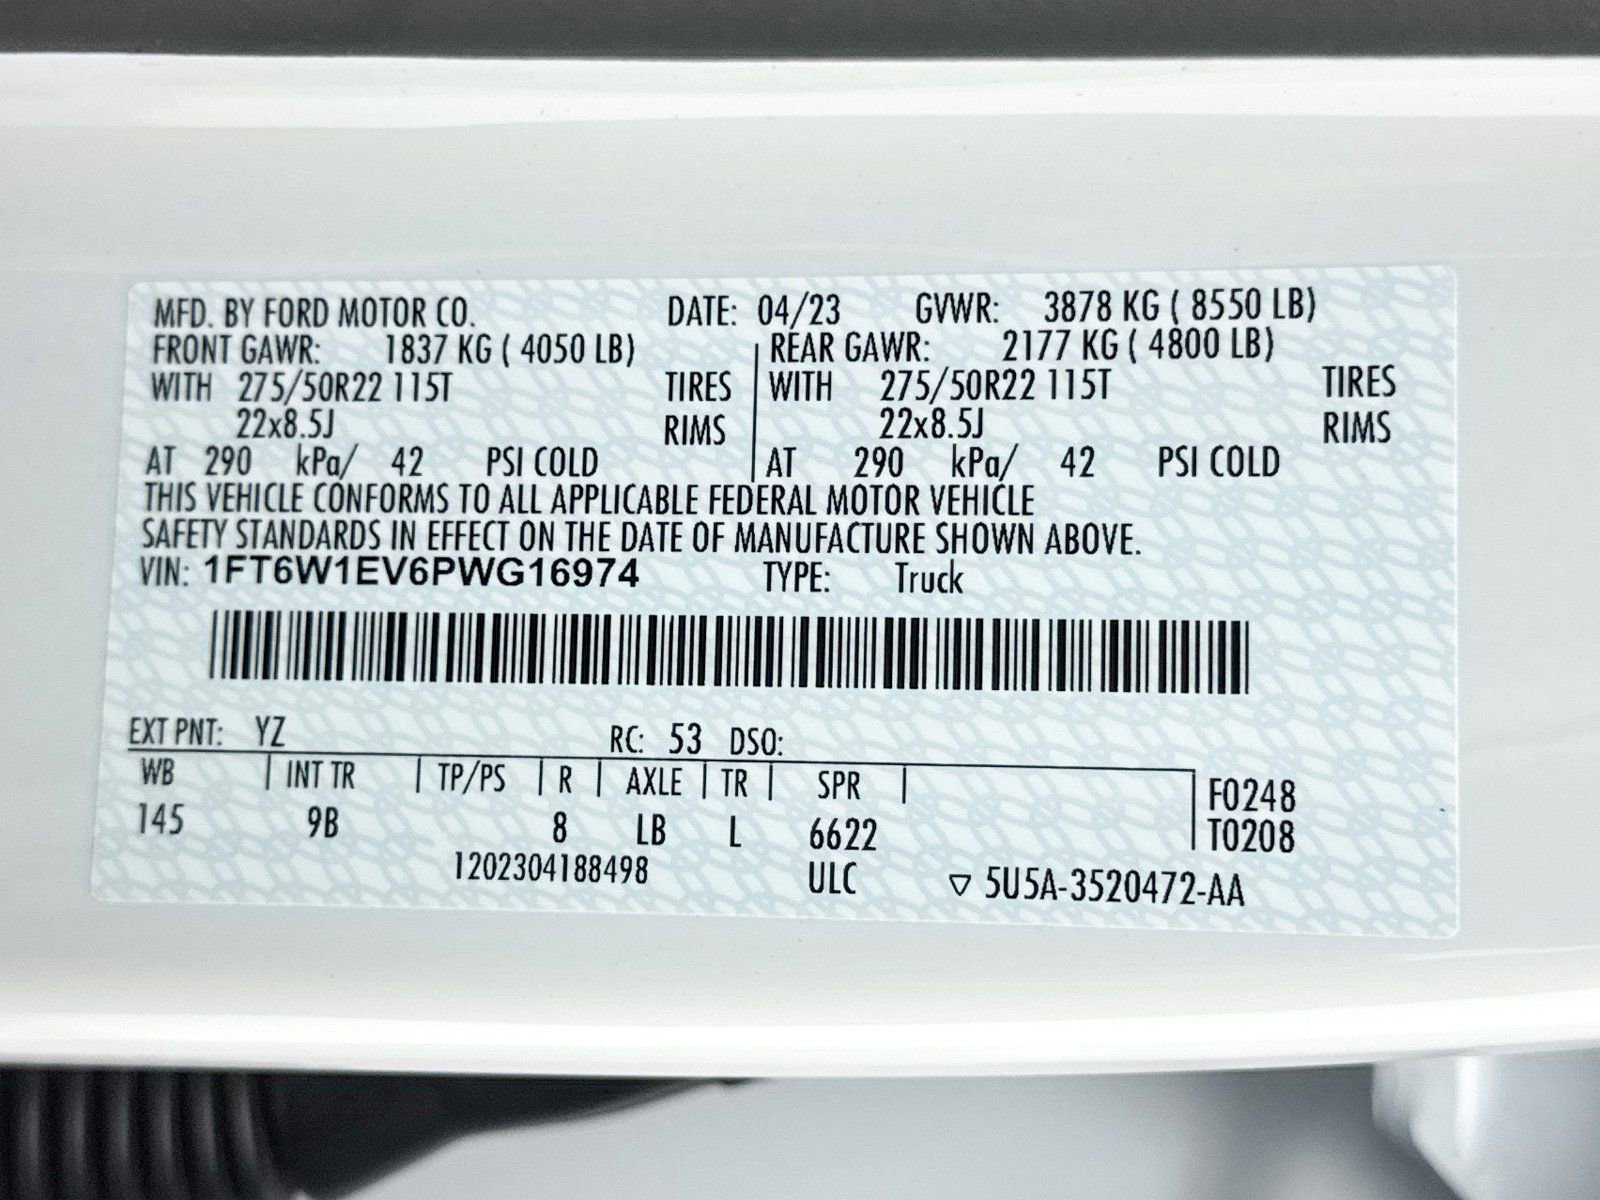 MFD. BY FORD MOTOR CO. DATE: 04/23 GVWR: 3878 KG ( 8550 LB)
FRONT GAWR: 1837 KG ( 4050 LB) REAR GAWR: 2177 KG ( 4800 LB)
WITH 275/50R22 115T TIRES WITH 275/50R22 115T TIRES
22x8.5J RIMS 22x8.5J RIMS
AT 290 kPa/ 42 PSI COLD AT 290 kPa/ 42 PSI COLD
THIS VEHICLE CONFORMS TO ALL APPLICABLE FEDERAL MOTOR VEHICLE
SAFETY STANDARDS IN EFFECT ON THE DATE OF MANUFACTURE SHOWN ABOVE.
VIN: 1FT6W1EV6PWG16974 TYPE: Truck
EXT PNT: YZ RC: 53 DSO:
WB INT TR TP/PS R AXLE TR SPR F0248
145 9B 8 LB L 6622 T0208
1202304188498 ULC ▽ 5U5A-3520472-AA